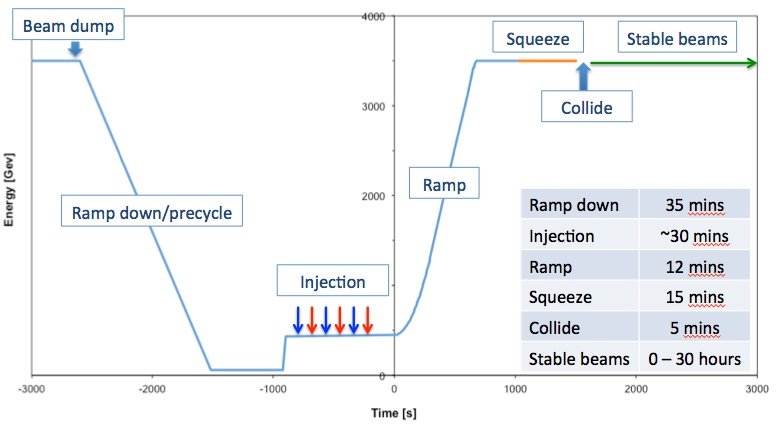 Beam dump
4000
Squeeze
Stable beams
3000
Collide
Energy [Gev]
2000
Ramp
Ramp down/precycle
Ramp down 35 mins
Injection ~30 mins
Ramp 12 mins
Squeeze 15 mins
Collide 5 mins
Stable beams 0 – 30 hours
Injection
0
-3000 -2000 -1000 0 1000 2000 3000
Time [s]